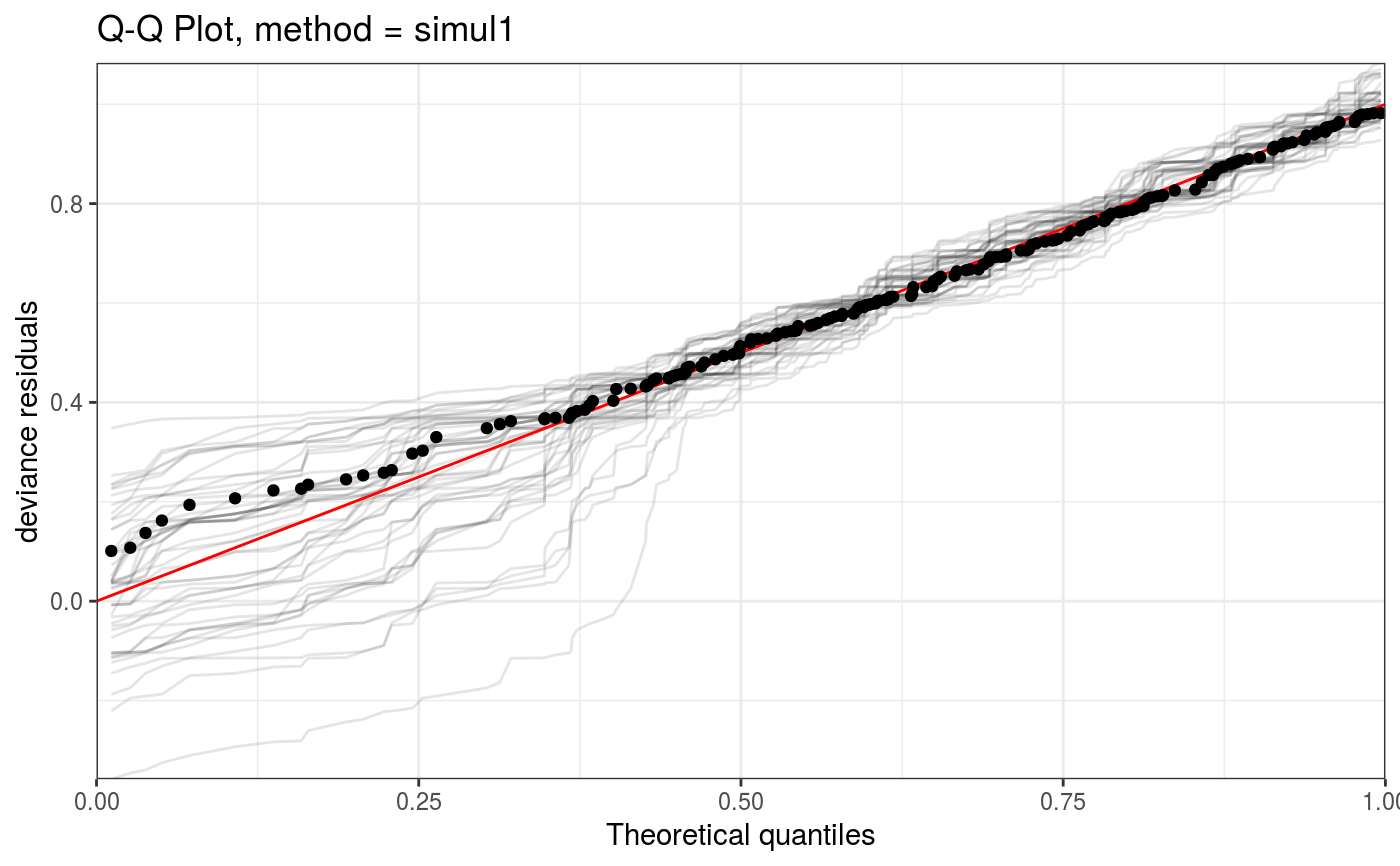 Q-Q Plot, method = simul1
deviance residuals
0.8
0.4
0.0
0.00 0.25 0.50 0.75 1.00
Theoretical quantiles